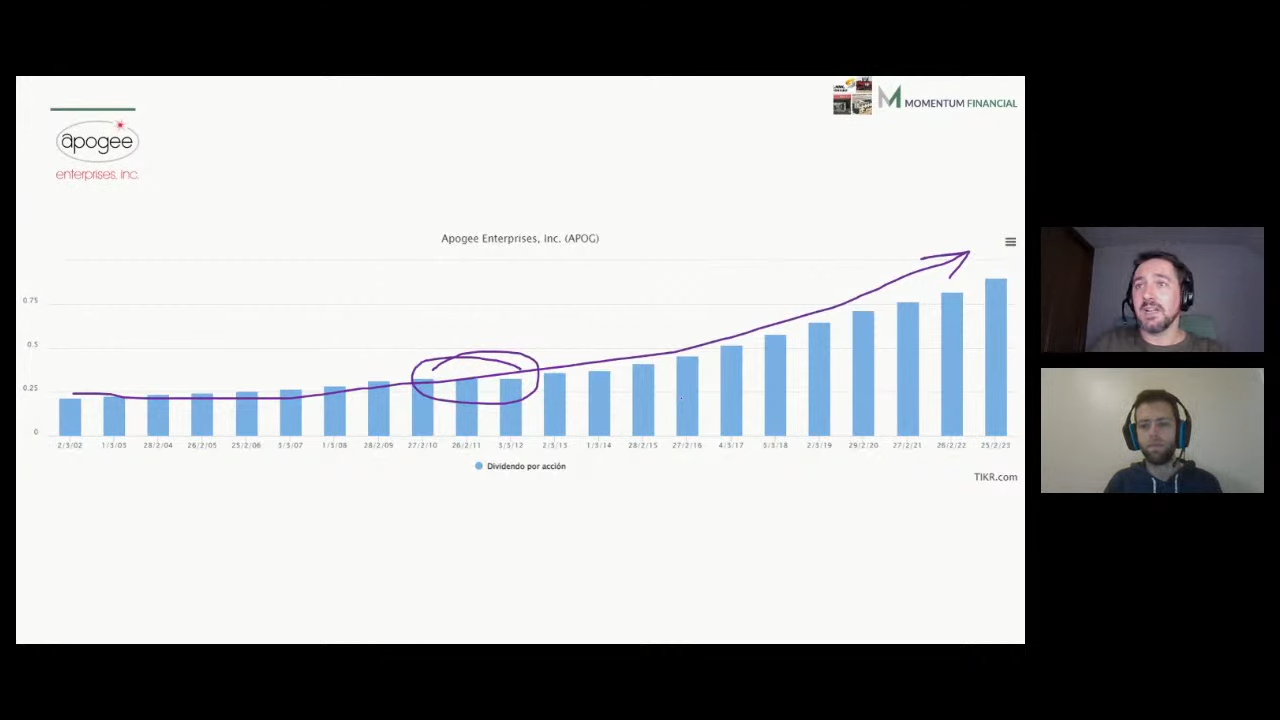 MOMENTUM FINANCIAL
apogee
enterprises, inc.
Apogee Enterprises, Inc. (APOG)
0.75
0.5
0.25
0
2/3/02 1/3/03 28/2/04 26/2/05 25/2/06 3/3/07 1/3/08 28/2/09 27/2/10 26/2/11 3/3/12 2/3/13 1/3/14 28/2/15 27/2/16 4/3/17 3/3/18 2/3/19 29/2/20 27/2/21 26/2/22 25/2/23
Dividendo por acción
TIKR.com